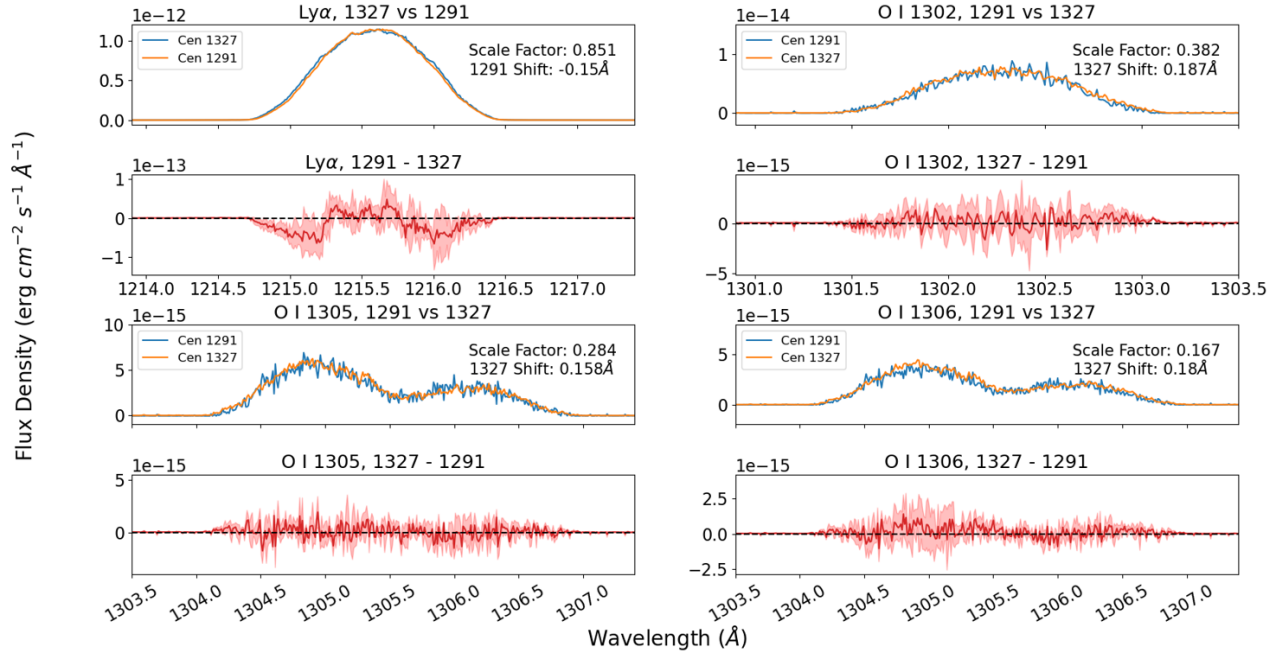 Lyα, 1327 vs 1291
1e−12
1.0
0.5
0.0
Cen 1327
Cen 1291
Scale Factor: 0.851
1291 Shift: -0.15Å
O I 1302, 1291 vs 1327
1e−14
1
0
Cen 1291
Cen 1327
Scale Factor: 0.382
1327 Shift: 0.187Å
Lyα, 1291 - 1327
1e−13
1
0
−1
1214.0 1214.5 1215.0 1215.5 1216.0 1216.5 1217.0
O I 1302, 1327 - 1291
1e−15
0
−5
1301.0 1301.5 1302.0 1302.5 1303.0 1303.5
O I 1305, 1291 vs 1327
1e−15
10
5
0
Cen 1291
Cen 1327
Scale Factor: 0.284
1327 Shift: 0.158Å
O I 1306, 1291 vs 1327
1e−15
5
0
Cen 1291
Cen 1327
Scale Factor: 0.167
1327 Shift: 0.18Å
O I 1305, 1327 - 1291
1e−15
5
0
1303.5 1304.0 1304.5 1305.0 1305.5 1306.0 1306.5 1307.0
O I 1306, 1327 - 1291
1e−15
2.5
0.0
−2.5
1303.5 1304.0 1304.5 1305.0 1305.5 1306.0 1306.5 1307.0
Flux Density (erg cm⁻² s⁻¹ Å⁻¹)
Wavelength (Å)